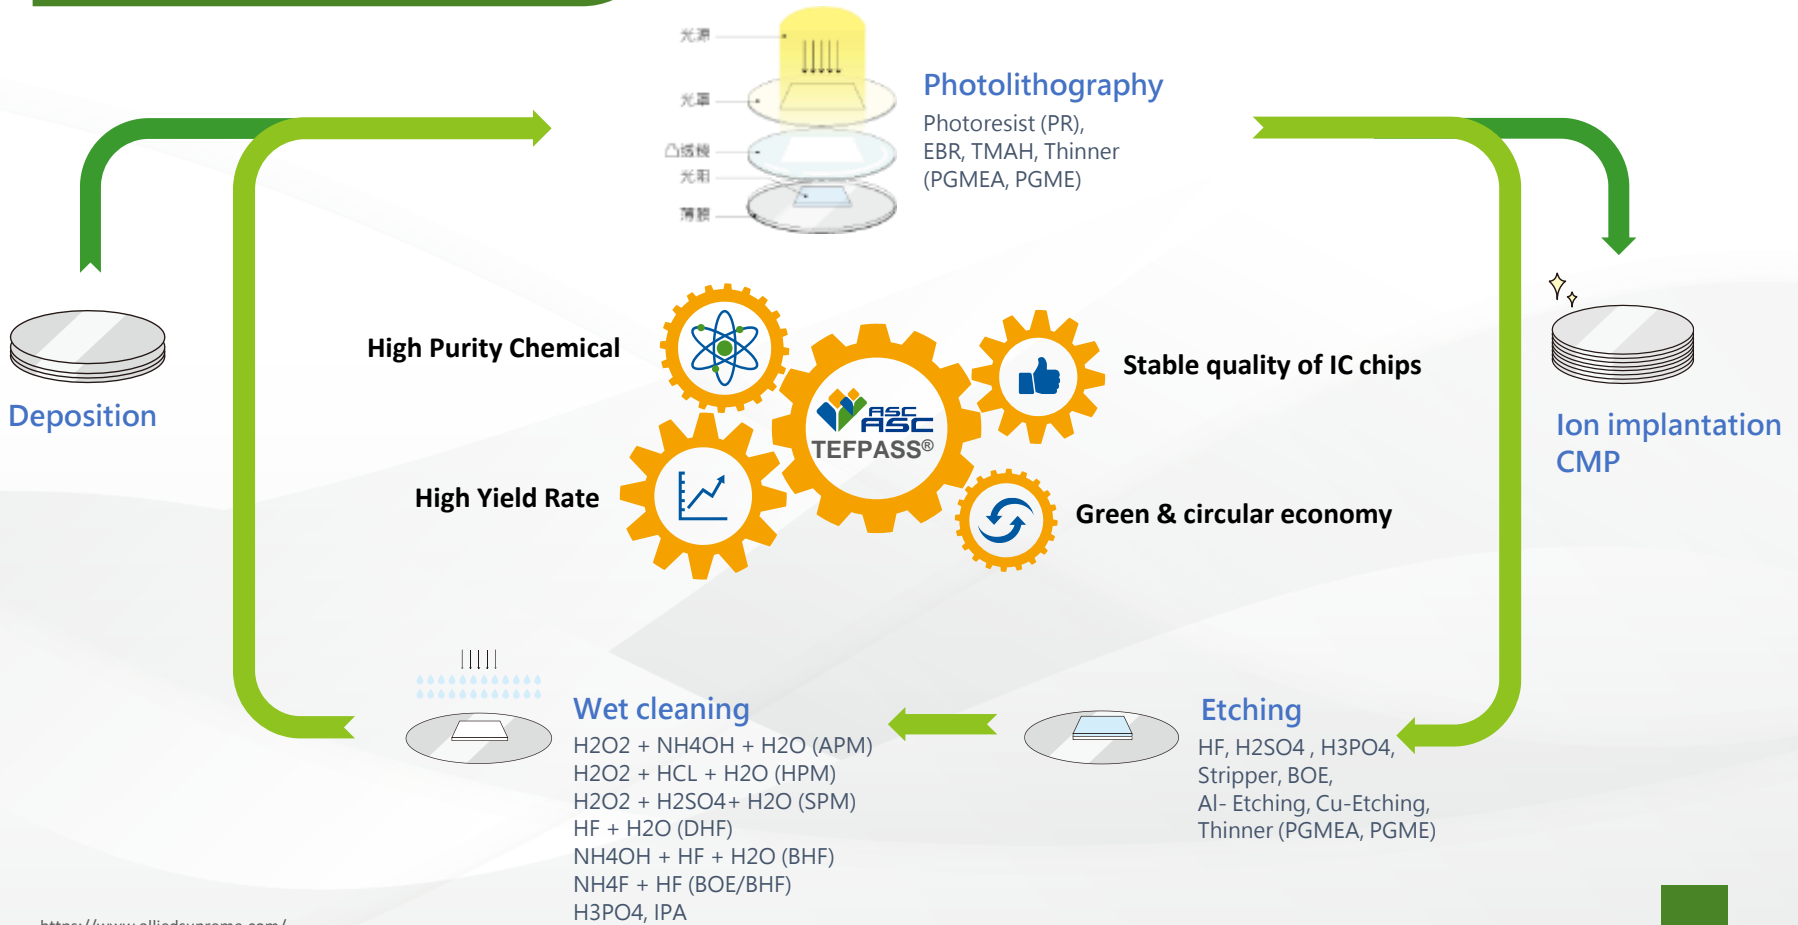 光源
光罩
凸透鏡
光阻
薄膜
Photolithography
Photoresist (PR),
EBR, TMAH, Thinner
(PGMEA, PGME)
High Purity Chemical
Stable quality of IC chips
ASC
ASC
TEFPASS®
Deposition
Ion implantation
CMP
High Yield Rate
Green & circular economy
Wet cleaning
H2O2 + NH4OH + H2O (APM)
H2O2 + HCL + H2O (HPM)
H2O2 + H2SO4+ H2O (SPM)
HF + H2O (DHF)
NH4OH + HF + H2O (BHF)
NH4F + HF (BOE/BHF)
H3PO4, IPA
Etching
HF, H2SO4 , H3PO4,
Stripper, BOE,
Al- Etching, Cu-Etching,
Thinner (PGMEA, PGME)
https://www.alliedsupreme.com/